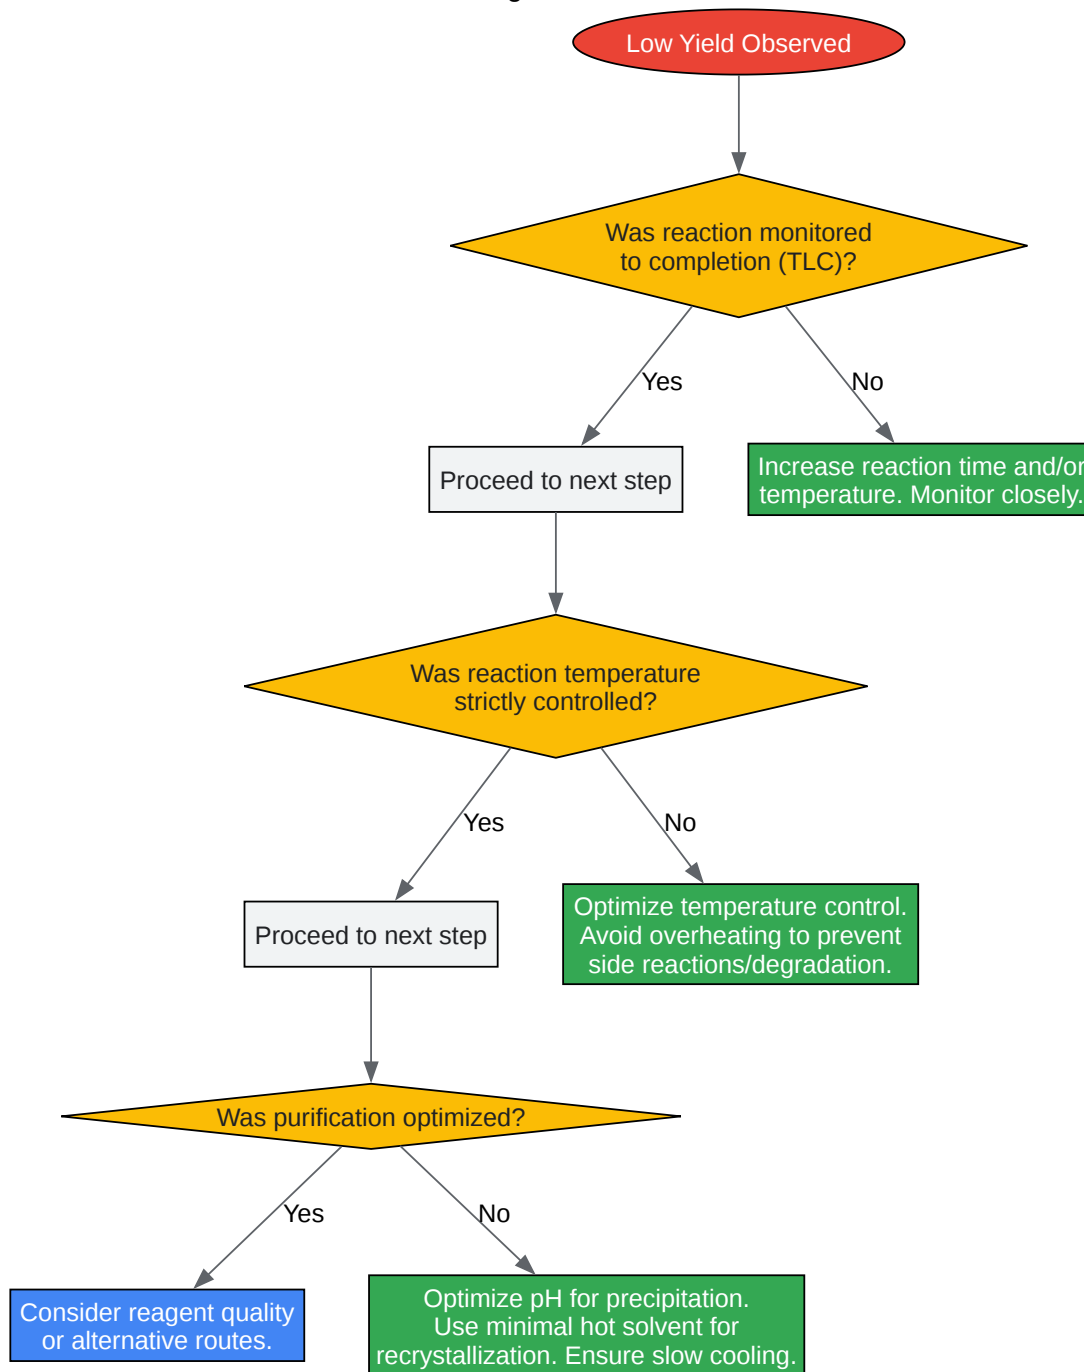 Low Yield Observed
Was reaction monitored
to completion (TLC)?
Yes
No
Proceed to next step
Increase reaction time and/or
temperature. Monitor closely.
Was reaction temperature
strictly controlled?
Yes
No
Proceed to next step
Optimize temperature control.
Avoid overheating to prevent
side reactions/degradation.
Was purification optimized?
Yes
No
Consider reagent quality
or alternative routes.
Optimize pH for precipitation.
Use minimal hot solvent for
recrystallization. Ensure slow cooling.